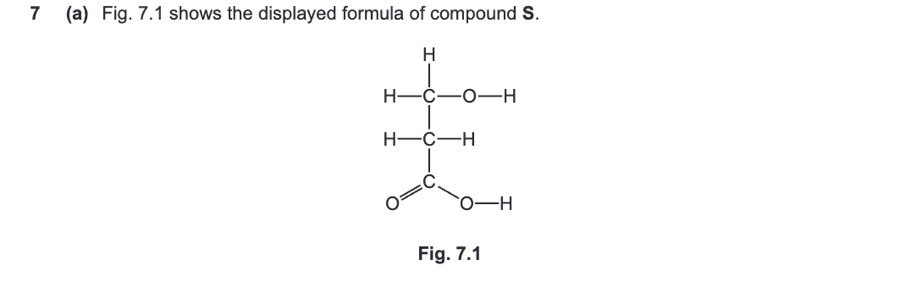 7 (a) Fig. 7.1 shows the displayed formula of compound S.
H
H—C—O—H
H—C—H
C
O O—H
Fig. 7.1